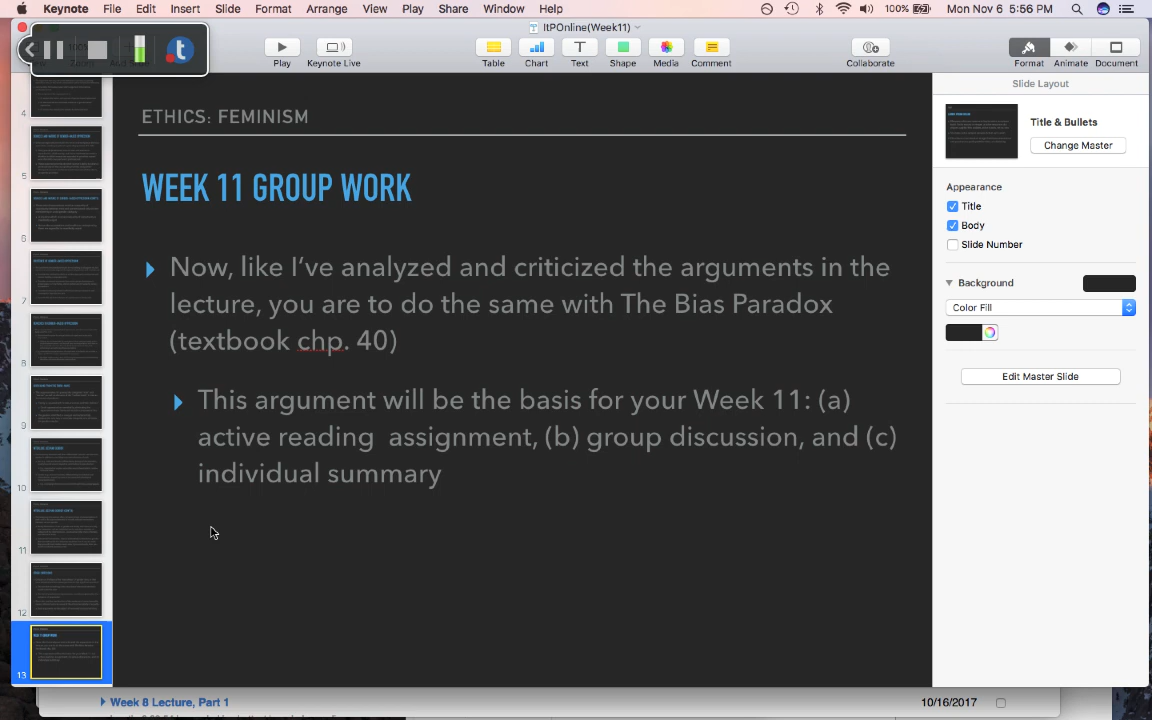 Keynote File Edit Insert Slide Format Arrange View Play Share Window Help 100% Mon Nov 6 5:56 PM
ItPOnline(Week11)
Play Keynote Live Table Chart Text Shape Media Comment Collaborate Format Animate Document
Slide Layout
Title & Bullets
Change Master
Appearance
Title
Body
Slide Number
Background
Color Fill
Edit Master Slide
4
5
6
7
8
9
10
11
12
13
ETHICS: FEMINISM
WEEK 11 GROUP WORK
Now, like I've analyzed and criticized the arguments in the
lecture, you are to do the same with The Bias Paradox
(textbook chp. 40)
This argument will be the basis for your Week 11: (a)
active reading assignment, (b) group discussion, and (c)
individual summary
Week 8 Lecture, Part 1 10/16/2017